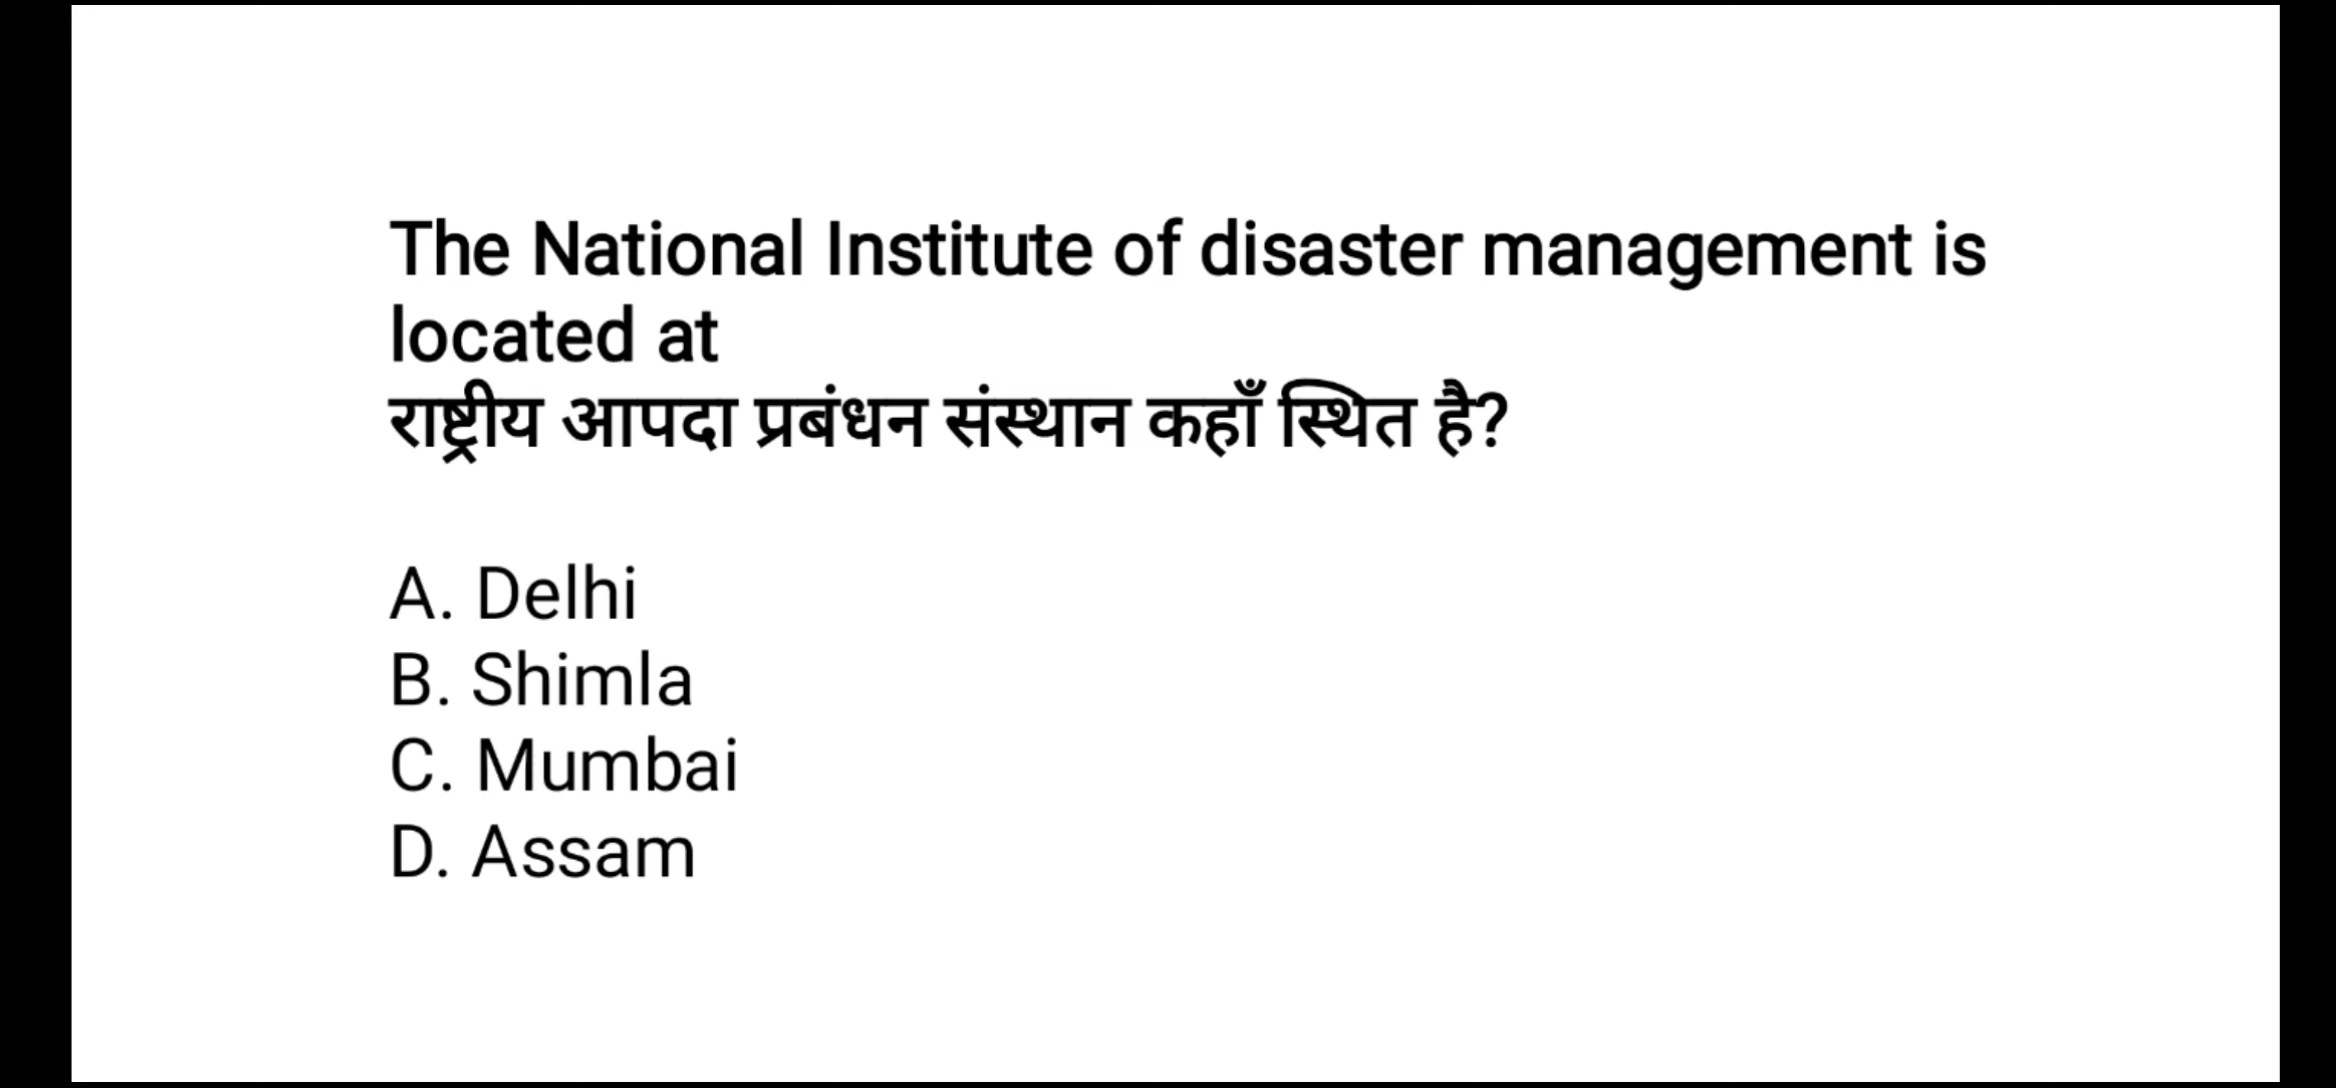 The National Institute of disaster management is
located at
राष्ट्रीय आपदा प्रबंधन संस्थान कहाँ स्थित है?
A. Delhi
B. Shimla
C. Mumbai
D. Assam